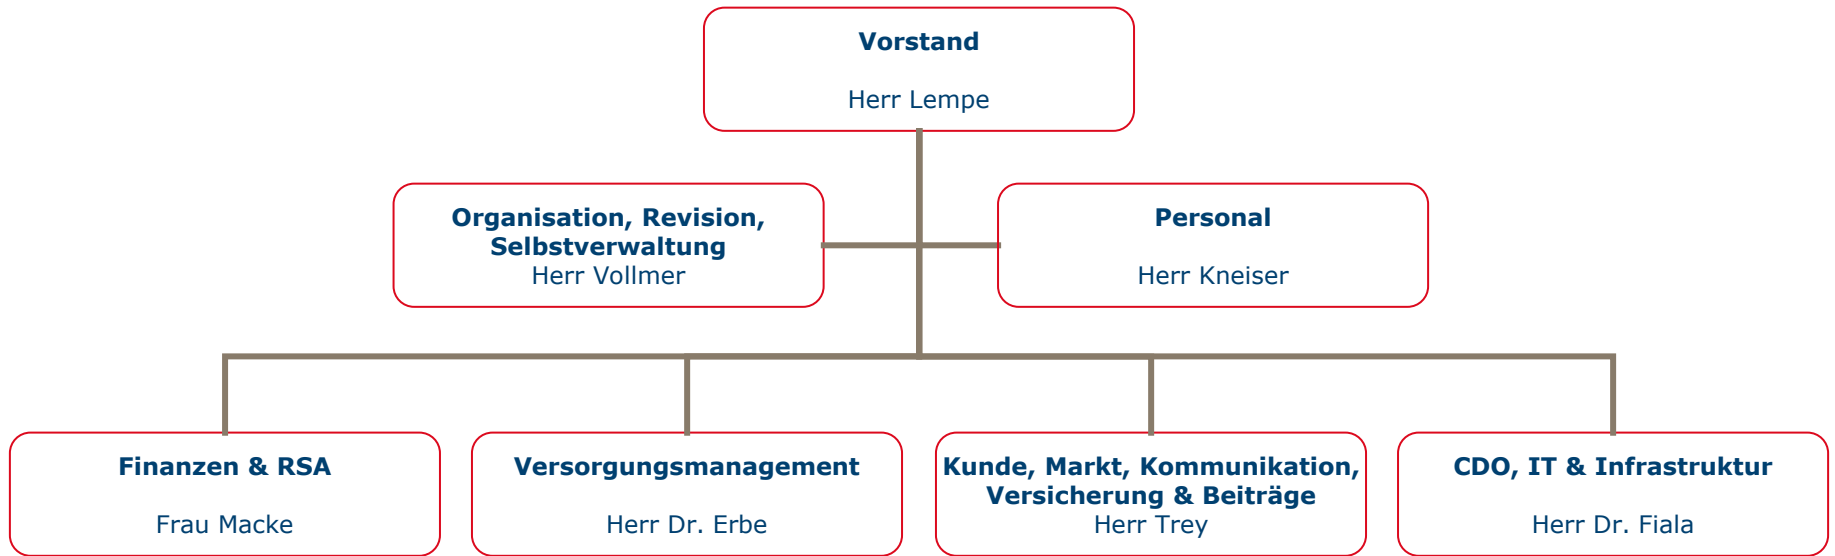 Vorstand
Herr Lempe
Organisation, Revision,
Selbstverwaltung
Herr Vollmer
Personal
Herr Kneiser
Finanzen & RSA
Frau Macke
Versorgungsmanagement
Herr Dr. Erbe
Kunde, Markt, Kommunikation,
Versicherung & Beiträge
Herr Trey
CDO, IT & Infrastruktur
Herr Dr. Fiala